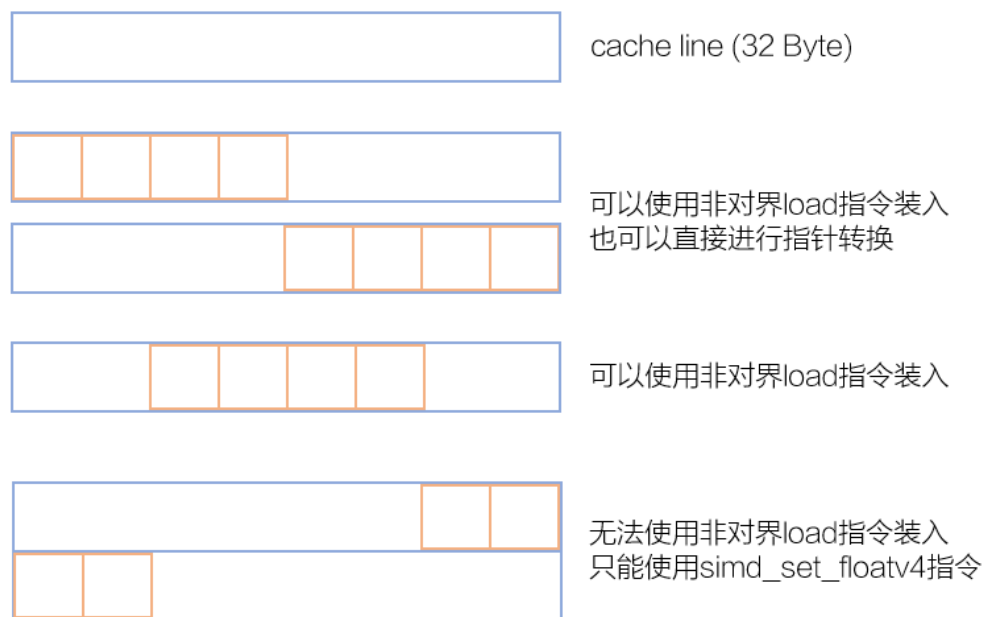 cache line (32 Byte)
可以使用非对界load指令装入
也可以直接进行指针转换
可以使用非对界load指令装入
无法使用非对界load指令装入
只能使用simd_set_floatv4指令